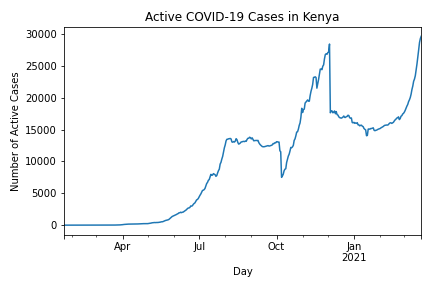 Active COVID-19 Cases in Kenya
30000
25000
20000
15000
10000
5000
0
Number of Active Cases
Apr
Jul
Oct
Jan
2021
Day